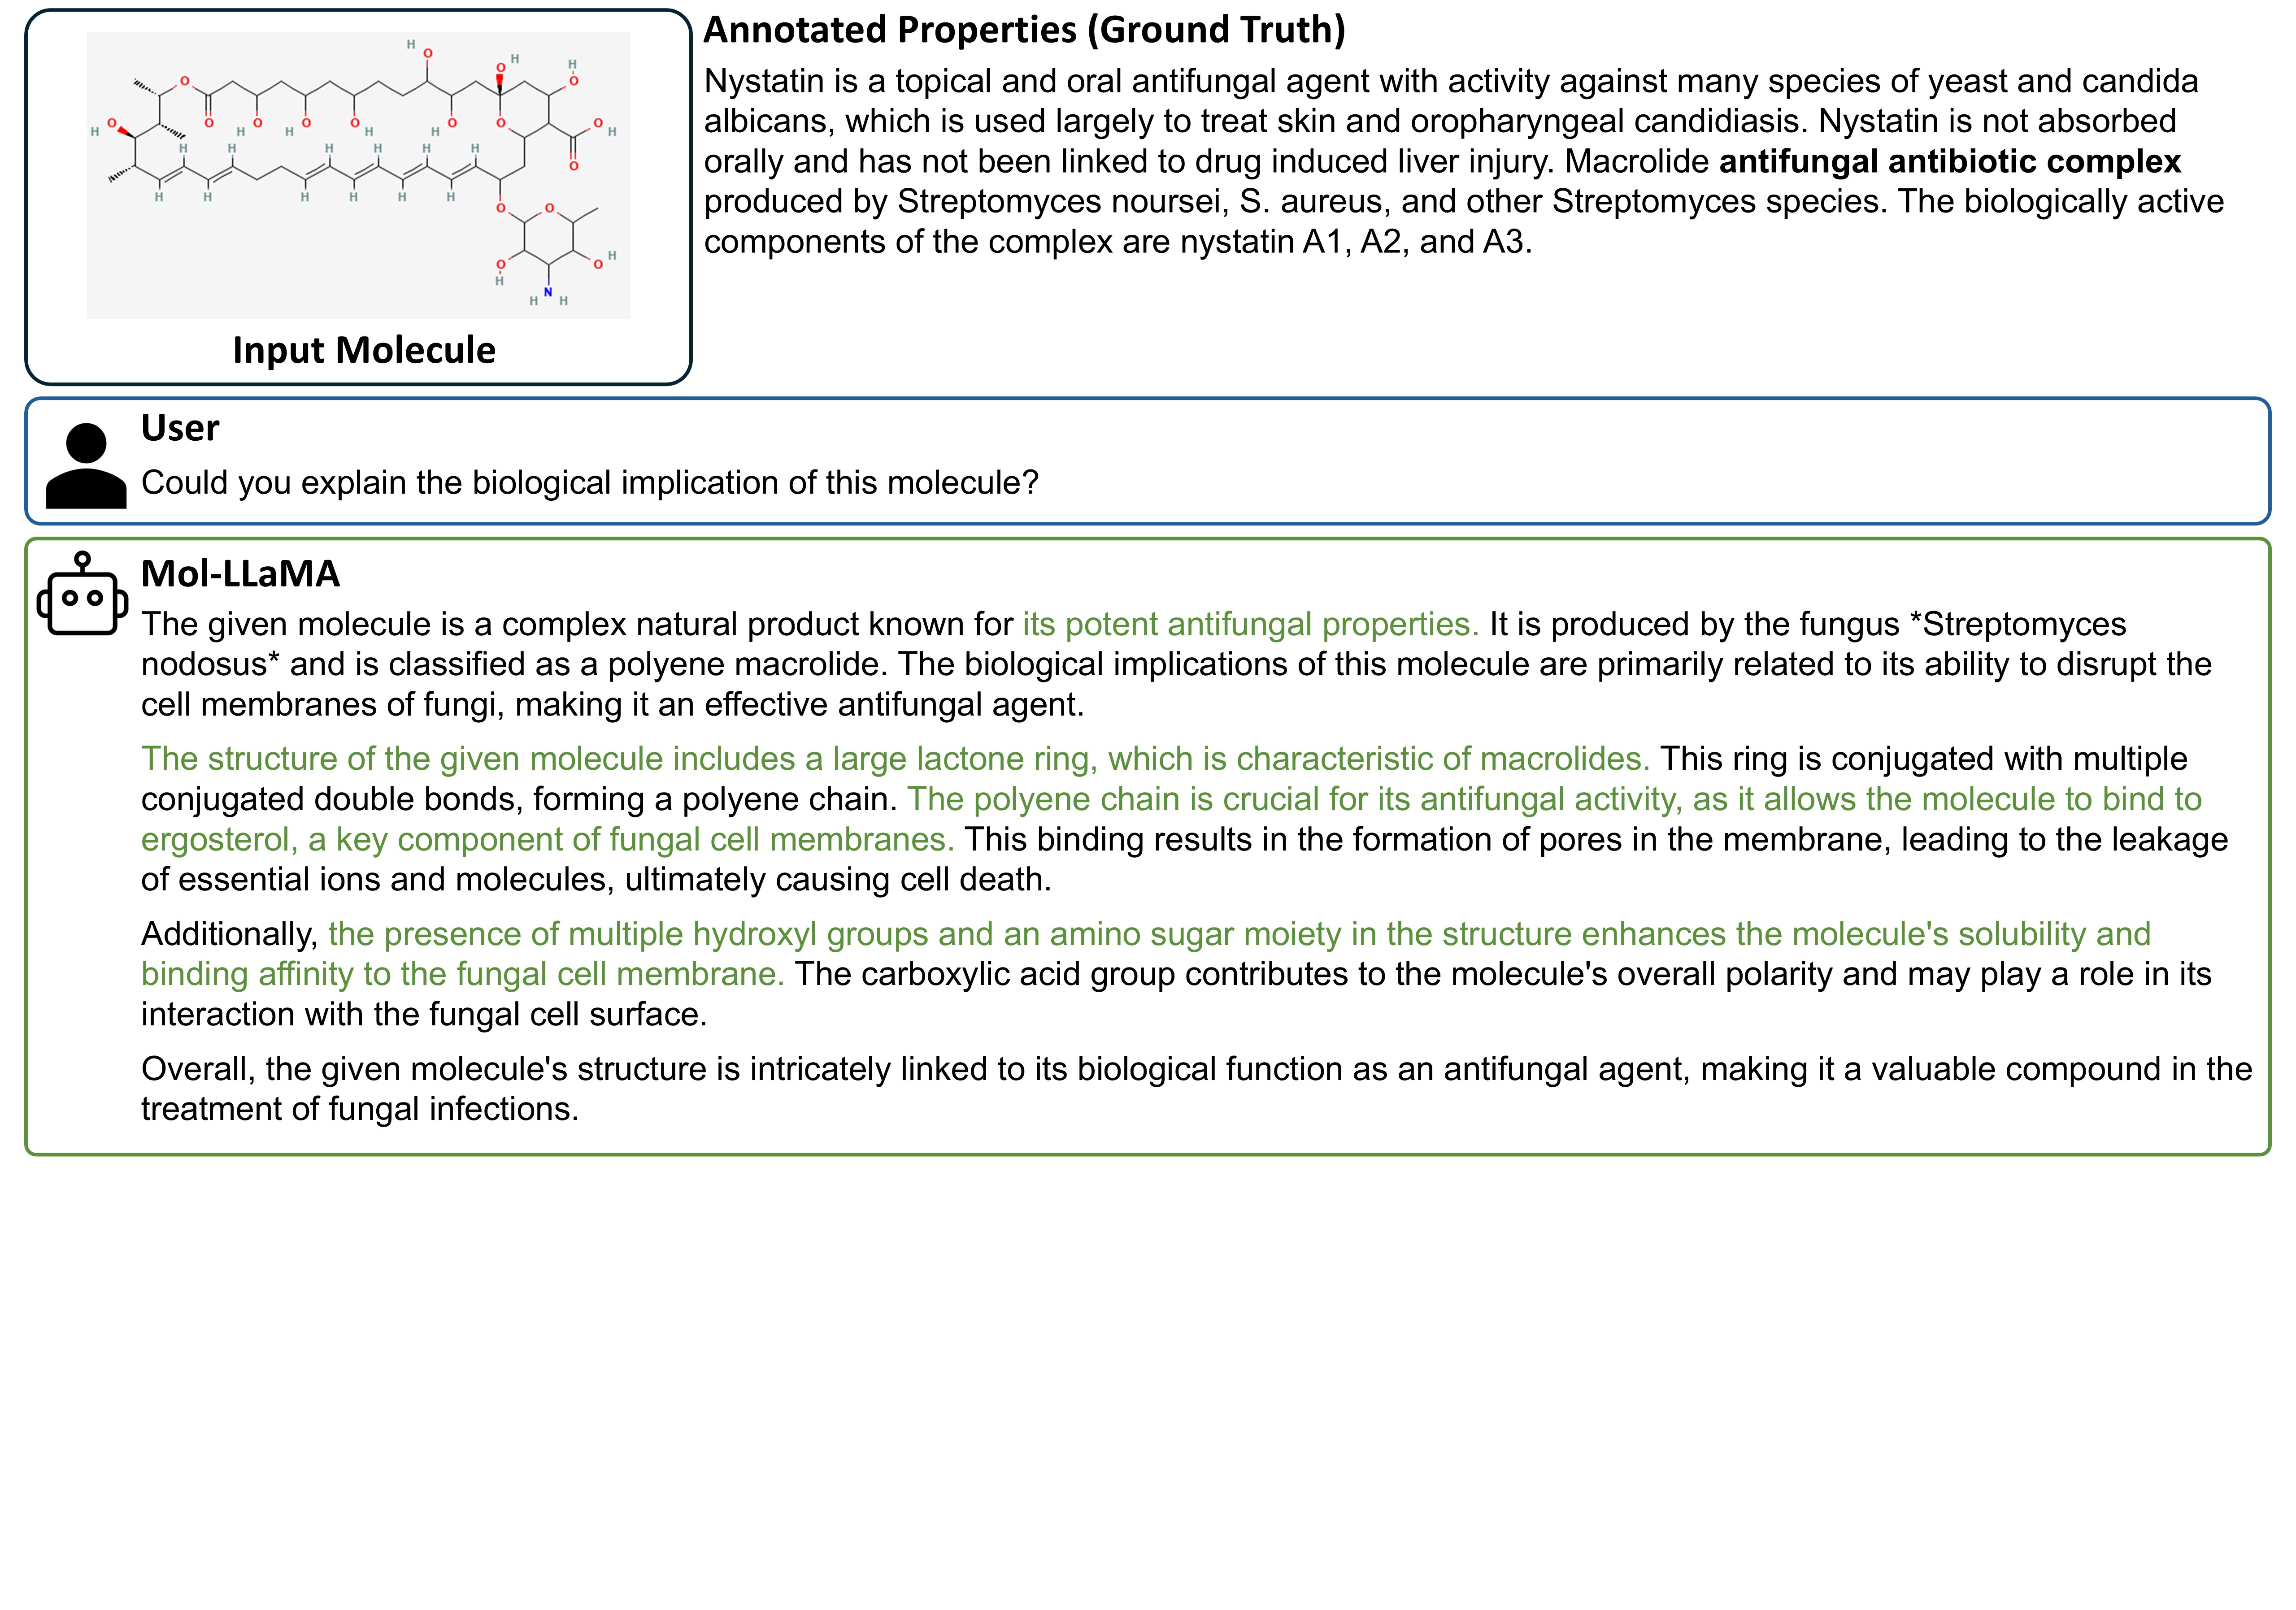 Annotated Properties (Ground Truth)
Nystatin is a topical and oral antifungal agent with activity against many species of yeast and candida
albicans, which is used largely to treat skin and oropharyngeal candidiasis. Nystatin is not absorbed
orally and has not been linked to drug induced liver injury. Macrolide antifungal antibiotic complex
produced by Streptomyces noursei, S. aureus, and other Streptomyces species. The biologically active
components of the complex are nystatin A1, A2, and A3.
H
O
O H
H
O
O
H
O
H
O
O
H
O
H
O
H
O
H
O
O
H
O
H
H
H
H
H
H
H
H
H
H
H
H
H
O
O
O
H
O
H
N
H
H
O
Input Molecule
User
Could you explain the biological implication of this molecule?
Mol-LLaMA
The given molecule is a complex natural product known for its potent antifungal properties. It is produced by the fungus *Streptomyces
nodosus* and is classified as a polyene macrolide. The biological implications of this molecule are primarily related to its ability to disrupt the
cell membranes of fungi, making it an effective antifungal agent.
The structure of the given molecule includes a large lactone ring, which is characteristic of macrolides. This ring is conjugated with multiple
conjugated double bonds, forming a polyene chain. The polyene chain is crucial for its antifungal activity, as it allows the molecule to bind to
ergosterol, a key component of fungal cell membranes. This binding results in the formation of pores in the membrane, leading to the leakage
of essential ions and molecules, ultimately causing cell death.
Additionally, the presence of multiple hydroxyl groups and an amino sugar moiety in the structure enhances the molecule's solubility and
binding affinity to the fungal cell membrane. The carboxylic acid group contributes to the molecule's overall polarity and may play a role in its
interaction with the fungal cell surface.
Overall, the given molecule's structure is intricately linked to its biological function as an antifungal agent, making it a valuable compound in the
treatment of fungal infections.